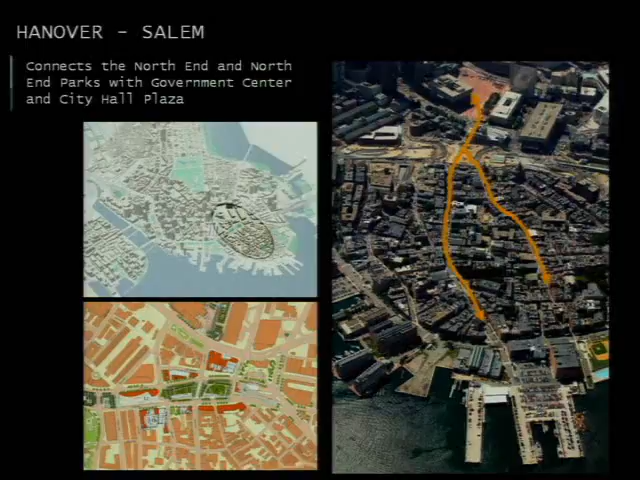 HANOVER - SALEM
Connects the North End and North
End Parks with Government Center
and City Hall Plaza